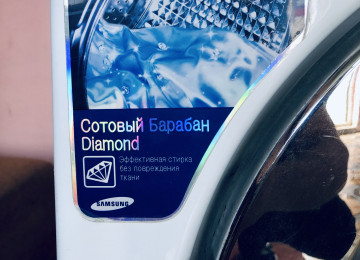 Сотовый Барабан
Diamond
Эффективная стирка
без повреждения
ткани
SAMSUNG